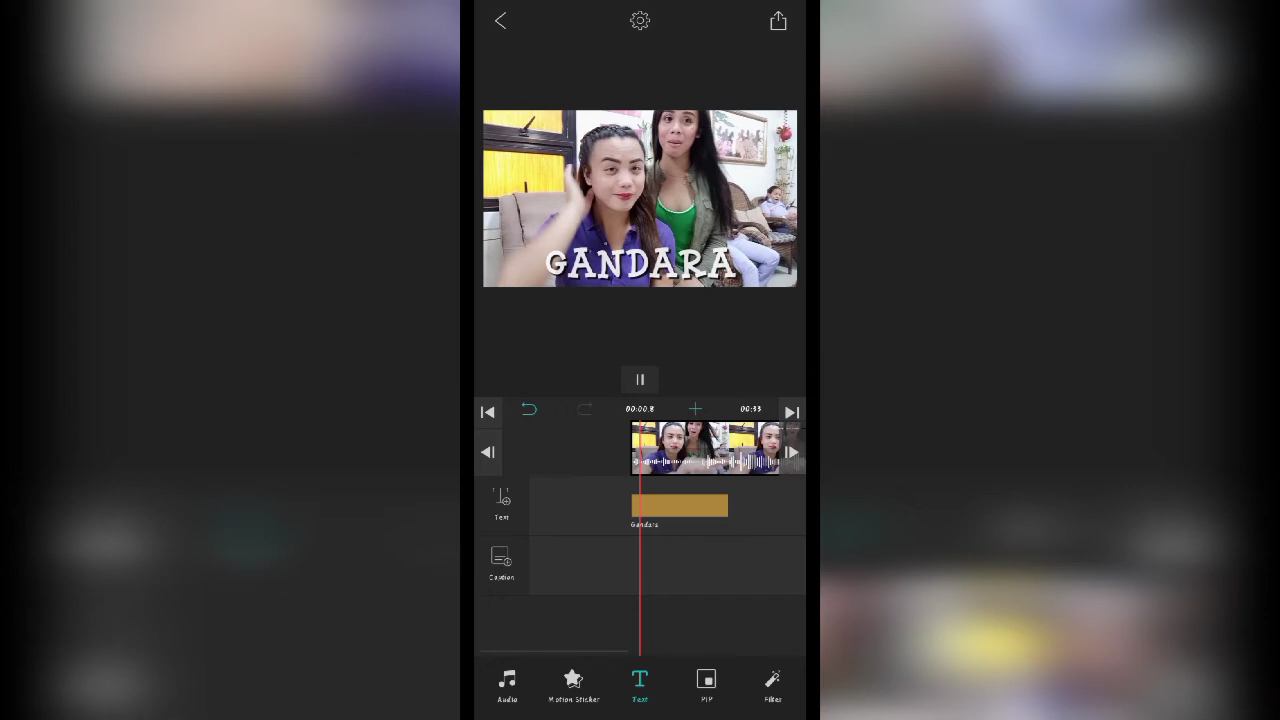 GANDARA
00:00.8
00:33
Text
Gandara
Caption
Audio
Motion Sticker
Text
PIP
Filter